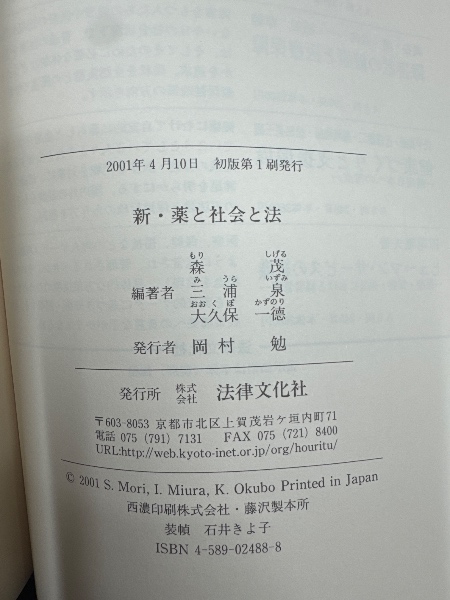 2001年4月10日　初版第1刷発行
新・薬と社会と法
もり　しげる
森　茂
み　うら　いずみ
編著者　三　浦　泉
おお　く　ぼ　かずのり
大久保　一徳
発行者　岡村　勉
発行所　株式会社　法律文化社
〒603-8053 京都市北区上賀茂岩ケ垣内町71
電話 075 (791) 7131　FAX 075 (721) 8400
URL:http://web.kyoto-inet.or.jp/org/houritu/
© 2001 S. Mori, I. Miura, K. Okubo Printed in Japan
西濃印刷株式会社・藤沢製本所
装幀　石井きよ子
ISBN 4-589-02488-8